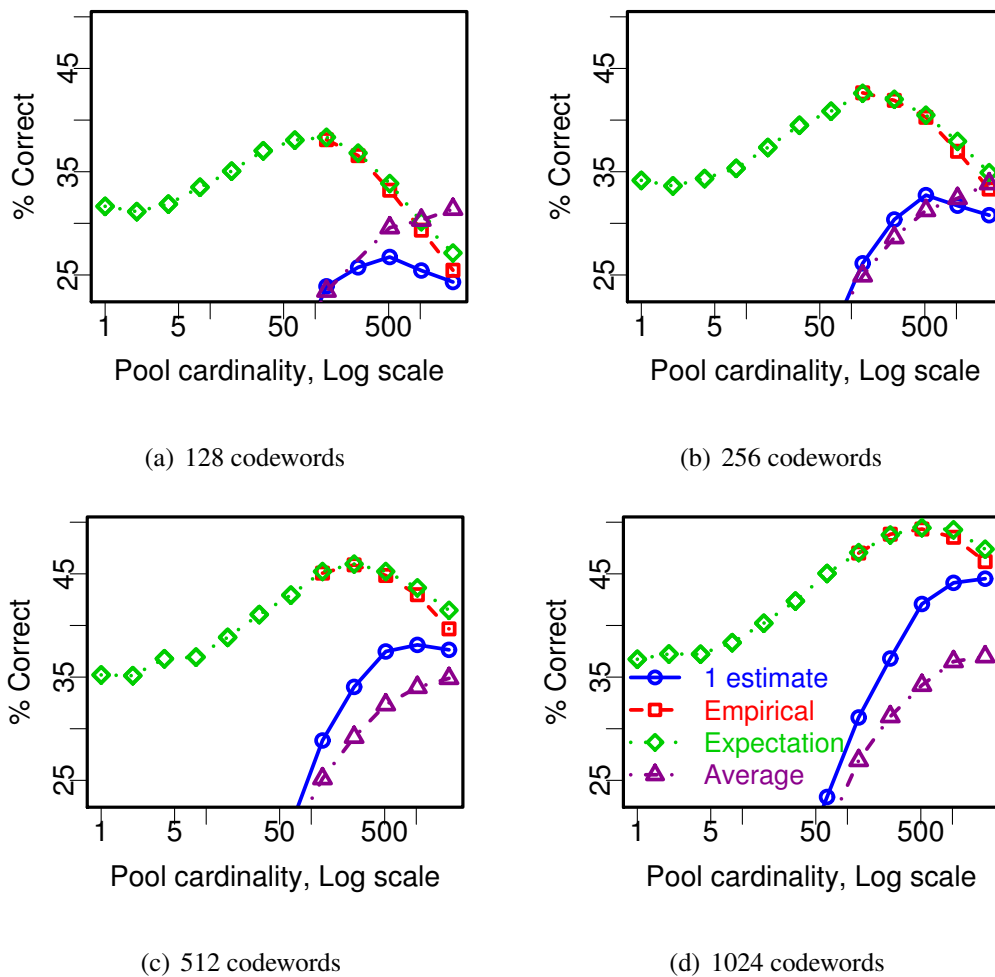 % Correct
45
35
25
1 5 50 500
Pool cardinality, Log scale
(a) 128 codewords
% Correct
45
35
25
1 5 50 500
Pool cardinality, Log scale
(b) 256 codewords
% Correct
45
35
25
1 5 50 500
Pool cardinality, Log scale
(c) 512 codewords
% Correct
45
35
25
1 estimate
Empirical
Expectation
Average
1 5 50 500
Pool cardinality, Log scale
(d) 1024 codewords